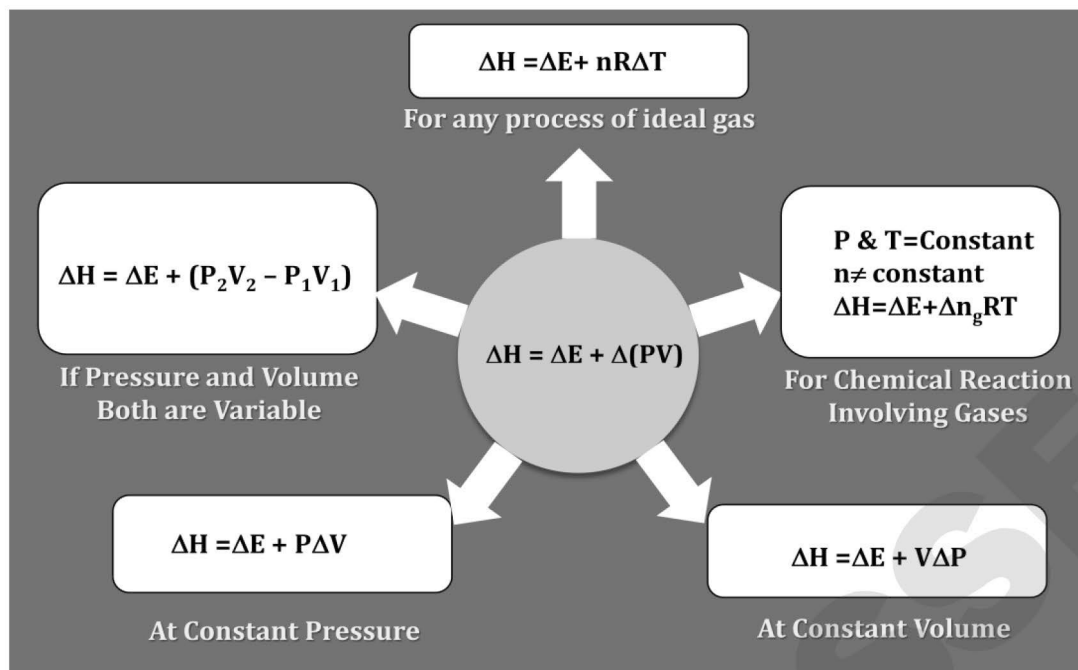 ΔH =ΔE+ nRΔT
For any process of ideal gas
ΔH = ΔE + (P₂V₂ – P₁V₁)
If Pressure and Volume
Both are Variable
P & T=Constant
n≠ constant
ΔH=ΔE+Δn_gRT
For Chemical Reaction
Involving Gases
ΔH = ΔE + Δ(PV)
ΔH =ΔE + PΔV
At Constant Pressure
ΔH =ΔE + VΔP
At Constant Volume